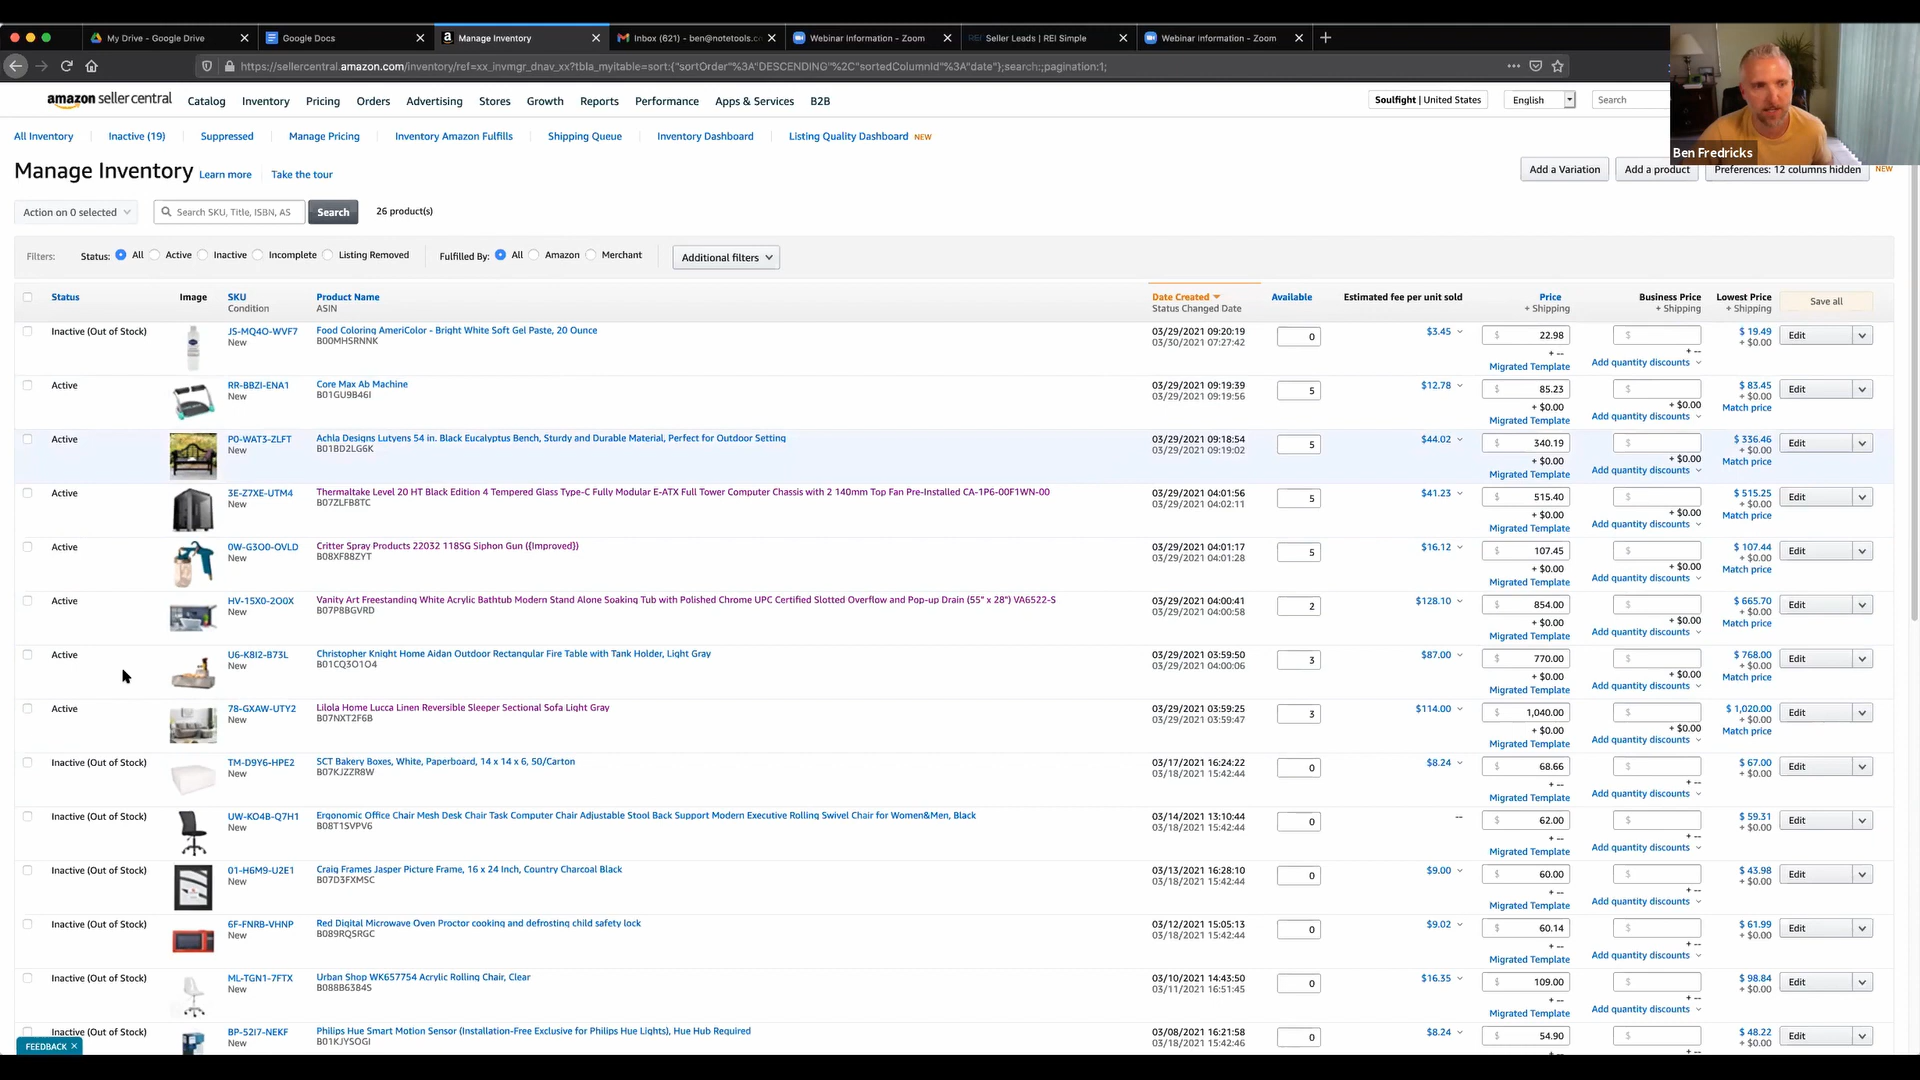 My Drive - Google Drive
Google Docs
a Manage Inventory
Inbox (621) - ben@notetools.c
Webinar Information - Zoom
REI Seller Leads | REI Simple
Webinar information - Zoom
https://sellercentral.amazon.com/inventory/ref=xx_invmgr_dnav_xx?tbla_myitable=sort:{"sortOrder"%3A"DESCENDING"%2C"sortedColumnId"%3A"date"};search:;pagination:1;
amazon seller central
Catalog Inventory Pricing Orders Advertising Stores Growth Reports Performance Apps & Services B2B
Soulfight | United States
English
Search
Ben Fredricks
All Inventory Inactive (19) Suppressed Manage Pricing Inventory Amazon Fulfills Shipping Queue Inventory Dashboard Listing Quality Dashboard NEW
Manage Inventory Learn more Take the tour
Add a Variation Add a product Preferences: 12 columns hidden NEW
Action on 0 selected Search SKU, Title, ISBN, AS Search 26 product(s)
Filters: Status: All Active Inactive Incomplete Listing Removed Fulfilled By: All Amazon Merchant Additional filters
Status Image SKU Product Name Date Created Available Estimated fee per unit sold Price Business Price Lowest Price Save all
Condition ASIN Status Changed Date + Shipping + Shipping + Shipping
Inactive (Out of Stock) JS-MQ4O-WVF7 Food Coloring AmeriColor - Bright White Soft Gel Paste, 20 Ounce 03/29/2021 09:20:19 0 $3.45 $ 22.98 $ $ 19.49 Edit
New B00MHSRNNK 03/30/2021 07:27:42 + -- + -- + $0.00
Migrated Template Add quantity discounts
Active RR-BBZI-ENA1 Core Max Ab Machine 03/29/2021 09:19:39 5 $12.78 $ 85.23 $ $ 83.45 Edit
New B01GU9B46I 03/29/2021 09:19:56 + $0.00 + $0.00 + $0.00
Migrated Template Add quantity discounts Match price
Active P0-WAT3-ZLFT Achla Designs Lutyens 54 in. Black Eucalyptus Bench, Sturdy and Durable Material, Perfect for Outdoor Setting 03/29/2021 09:18:54 5 $44.02 $ 340.19 $ $ 336.46 Edit
New B01BD2LG6K 03/29/2021 09:19:02 + $0.00 + $0.00 + $0.00
Migrated Template Add quantity discounts Match price
Active 3E-Z7XE-UTM4 Thermaltake Level 20 HT Black Edition 4 Tempered Glass Type-C Fully Modular E-ATX Full Tower Computer Chassis with 2 140mm Top Fan Pre-Installed CA-1P6-00F1WN-00 03/29/2021 04:01:56 5 $41.23 $ 515.40 $ $ 515.25 Edit
New B07ZLFB8TC 03/29/2021 04:02:11 + $0.00 + $0.00 + $0.00
Migrated Template Add quantity discounts Match price
Active 0W-G3O0-OVLD Critter Spray Products 22032 118SG Siphon Gun ({Improved}) 03/29/2021 04:01:17 5 $16.12 $ 107.45 $ $ 107.44 Edit
New B08XF88ZYT 03/29/2021 04:01:28 + $0.00 + $0.00 + $0.00
Migrated Template Add quantity discounts Match price
Active HV-15X0-2O0X Vanity Art Freestanding White Acrylic Bathtub Modern Stand Alone Soaking Tub with Polished Chrome UPC Certified Slotted Overflow and Pop-up Drain (55" x 28") VA6522-S 03/29/2021 04:00:41 2 $128.10 $ 854.00 $ $ 665.70 Edit
New B07P8BGVRD 03/29/2021 04:00:58 + $0.00 + $0.00 + $0.00
Migrated Template Add quantity discounts Match price
Active U6-K8I2-B73L Christopher Knight Home Aidan Outdoor Rectangular Fire Table with Tank Holder, Light Gray 03/29/2021 03:59:50 3 $87.00 $ 770.00 $ $ 768.00 Edit
New B01CQ3O1O4 03/29/2021 04:00:06 + $0.00 + $0.00 + $0.00
Migrated Template Add quantity discounts Match price
Active 78-GXAW-UTY2 Lilola Home Lucca Linen Reversible Sleeper Sectional Sofa Light Gray 03/29/2021 03:59:25 3 $114.00 $ 1,040.00 $ $ 1,020.00 Edit
New B07NXT2F6B 03/29/2021 03:59:47 + $0.00 + $0.00 + $0.00
Migrated Template Add quantity discounts Match price
Inactive (Out of Stock) TM-D9Y6-HPE2 SCT Bakery Boxes, White, Paperboard, 14 x 14 x 6, 50/Carton 03/17/2021 16:24:22 0 $8.24 $ 68.66 $ $ 67.00 Edit
New B07KJZZR8W 03/18/2021 15:42:44 + -- + -- + $0.00
Migrated Template Add quantity discounts
Inactive (Out of Stock) UW-KO4B-Q7H1 Ergonomic Office Chair Mesh Desk Chair Task Computer Chair Adjustable Stool Back Support Modern Executive Rolling Swivel Chair for Women&Men, Black 03/14/2021 13:10:44 0 -- $ 62.00 $ $ 59.31 Edit
New B08T1SVPV6 03/18/2021 15:42:44 + -- + -- + $0.00
Migrated Template Add quantity discounts
Inactive (Out of Stock) 01-H6M9-U2E1 Craig Frames Jasper Picture Frame, 16 x 24 Inch, Country Charcoal Black 03/13/2021 16:28:10 0 $9.00 $ 60.00 $ $ 43.98 Edit
New B07D3FXMSC 03/18/2021 15:42:44 + -- + -- + $0.00
Migrated Template Add quantity discounts
Inactive (Out of Stock) 6F-FNRB-VHNP Red Digital Microwave Oven Proctor cooking and defrosting child safety lock 03/12/2021 15:05:13 0 $9.02 $ 60.14 $ $ 61.99 Edit
New B089RQSRGC 03/18/2021 15:42:44 + -- + -- + $0.00
Migrated Template Add quantity discounts
Inactive (Out of Stock) ML-TGN1-7FTX Urban Shop WK657754 Acrylic Rolling Chair, Clear 03/10/2021 14:43:50 0 $16.35 $ 109.00 $ $ 98.84 Edit
New B088B6384S 03/11/2021 16:51:45 + -- + -- + $0.00
Migrated Template Add quantity discounts
Inactive (Out of Stock) BP-52I7-NEKF Philips Hue Smart Motion Sensor (Installation-Free Exclusive for Philips Hue Lights), Hue Hub Required 03/08/2021 16:21:58 0 $8.24 $ 54.90 $ $ 48.22 Edit
New B01KJYSOGI 03/18/2021 15:42:46 + $0.00
FEEDBACK ×